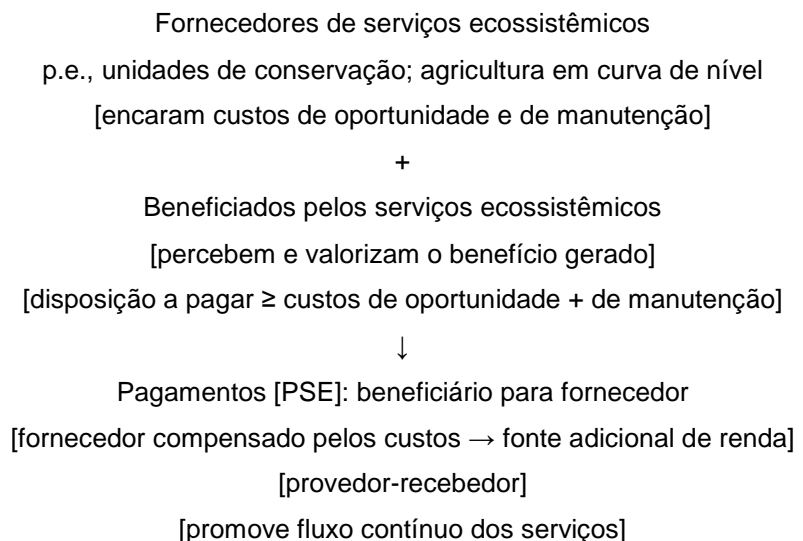 Fornecedores de serviços ecossistêmicos
p.e., unidades de conservação; agricultura em curva de nível
[encaram custos de oportunidade e de manutenção]
+
Beneficiados pelos serviços ecossistêmicos
[percebem e valorizam o benefício gerado]
[disposição a pagar ≥ custos de oportunidade + de manutenção]
↓
Pagamentos [PSE]: beneficiário para fornecedor
[fornecedor compensado pelos custos → fonte adicional de renda]
[provedor-recebedor]
[promove fluxo contínuo dos serviços]